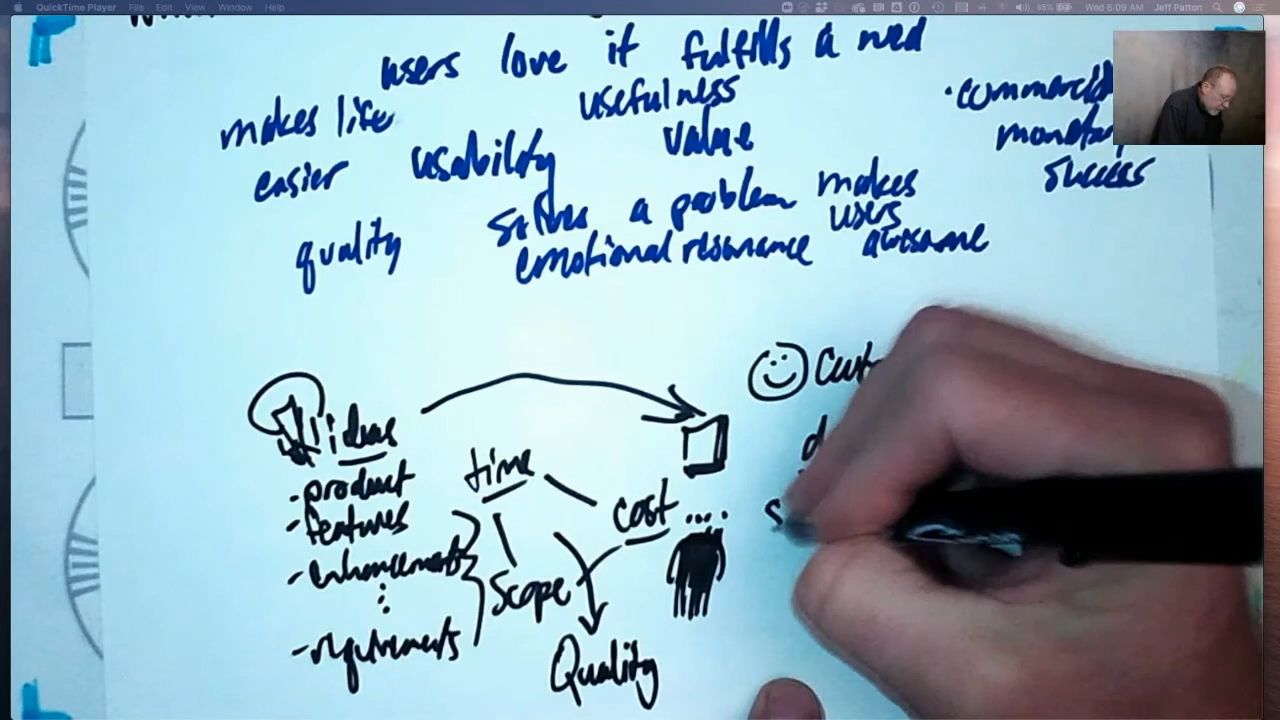 QuickTime Player File Edit View Window Help
Wed 6:09 AM Jeff Patton
users love it fulfills a need
makes life easier
usability
usefulness
value
commercial
monetary
success
quality
solves a problem
emotional resonance
makes users awesome
ideas
- product
- features
- enhancements
- requirements
time
cost ....
Scope
Quality